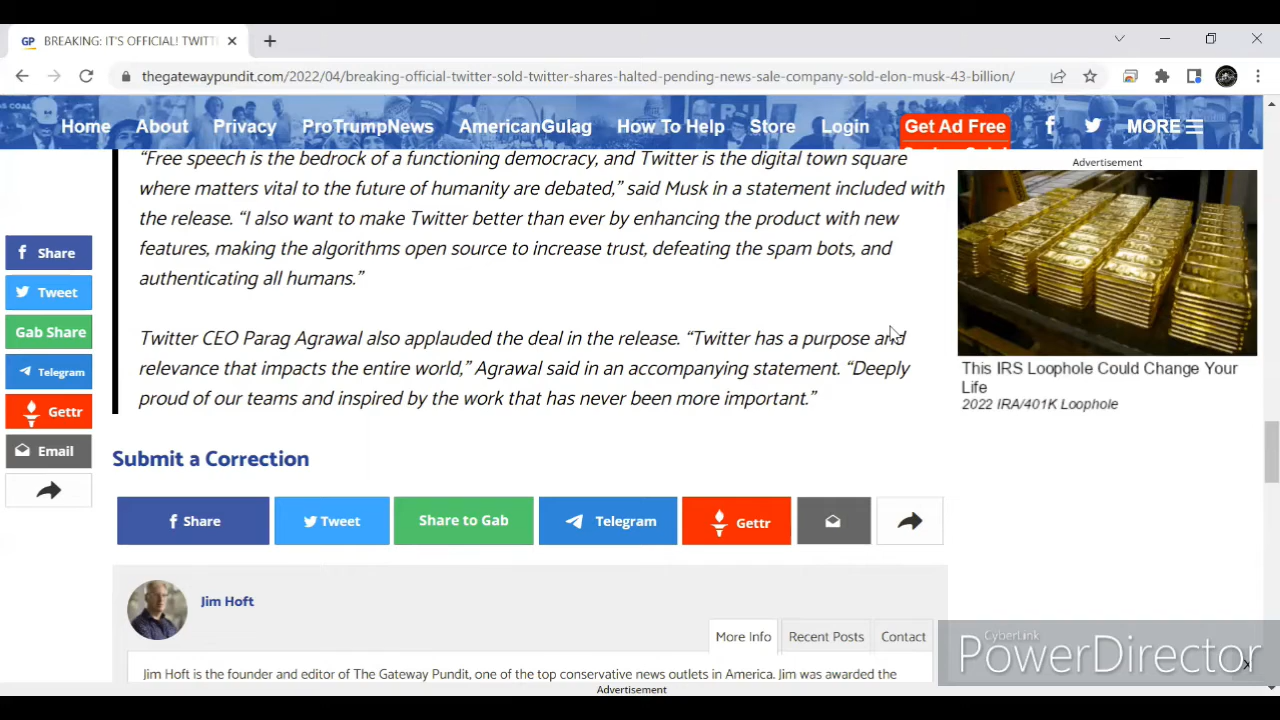 GP BREAKING: IT'S OFFICIAL! TWITT
thegatewaypundit.com/2022/04/breaking-official-twitter-sold-twitter-shares-halted-pending-news-sale-company-sold-elon-musk-43-billion/
Home About Privacy ProTrumpNews AmericanGulag How To Help Store Login Get Ad Free MORE
Advertisement
“Free speech is the bedrock of a functioning democracy, and Twitter is the digital town square
where matters vital to the future of humanity are debated,” said Musk in a statement included with
the release. “I also want to make Twitter better than ever by enhancing the product with new
features, making the algorithms open source to increase trust, defeating the spam bots, and
authenticating all humans.”
Twitter CEO Parag Agrawal also applauded the deal in the release. “Twitter has a purpose and
relevance that impacts the entire world,” Agrawal said in an accompanying statement. “Deeply
proud of our teams and inspired by the work that has never been more important.”
Share
Tweet
Gab Share
Telegram
Gettr
Email
This IRS Loophole Could Change Your
Life
2022 IRA/401K Loophole
Submit a Correction
Share Tweet Share to Gab Telegram Gettr
Jim Hoft
More Info Recent Posts Contact
Jim Hoft is the founder and editor of The Gateway Pundit, one of the top conservative news outlets in America. Jim was awarded the
Advertisement
CyberLink
PowerDirector